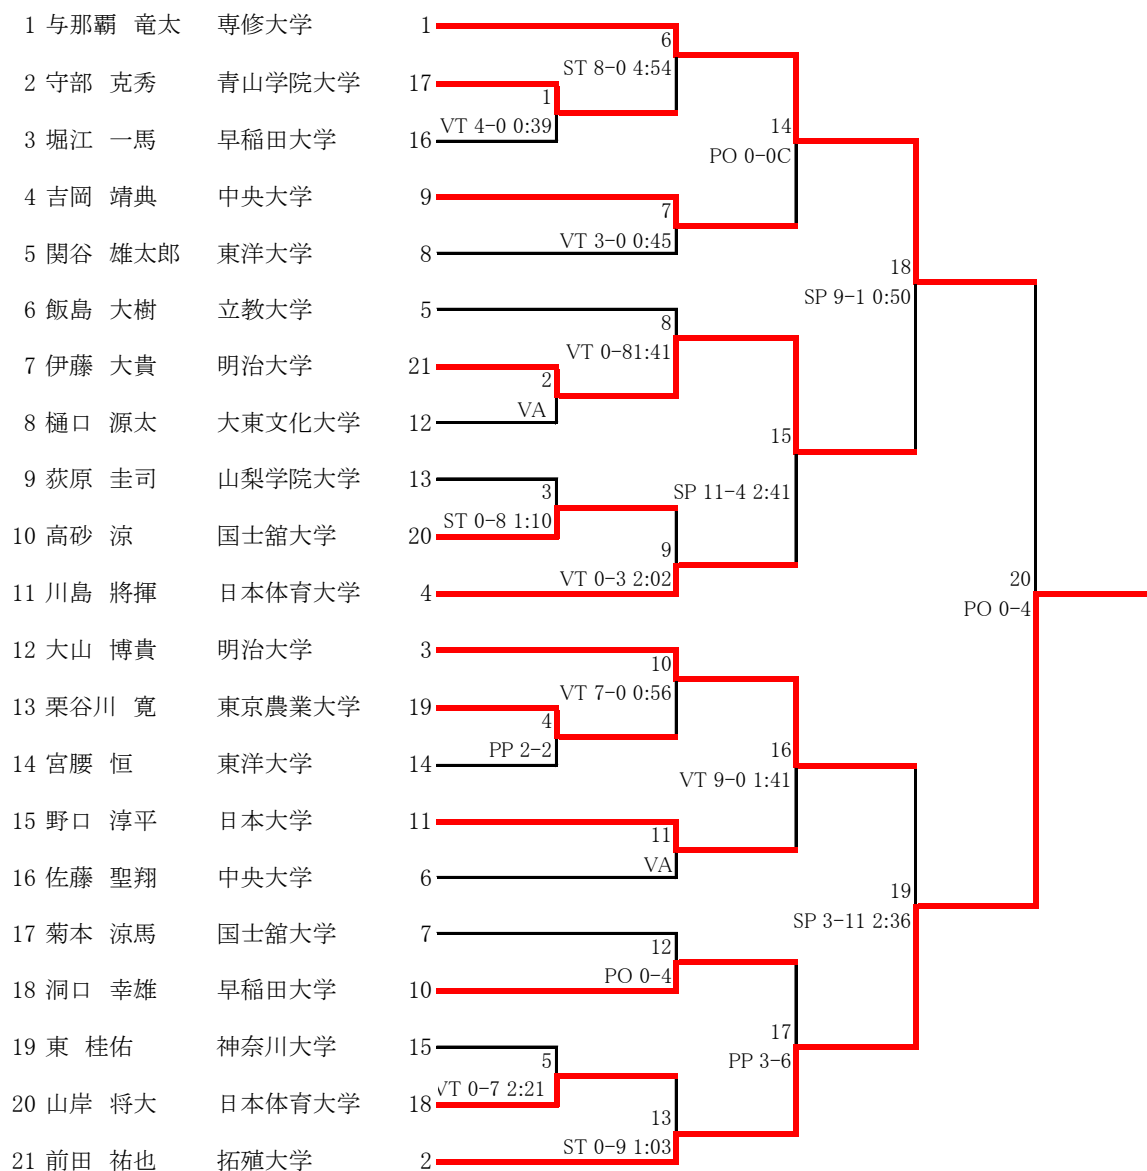 1 与那覇 竜太 専修大学 1
6
ST 8-0 4:54
2 守部 克秀 青山学院大学 17
1
VT 4-0 0:39
3 堀江 一馬 早稲田大学 16
14
PO 0-0C
4 吉岡 靖典 中央大学 9
7
VT 3-0 0:45
5 関谷 雄太郎 東洋大学 8
18
SP 9-1 0:50
6 飯島 大樹 立教大学 5
8
VT 0-81:41
7 伊藤 大貴 明治大学 21
2
VA
8 樋口 源太 大東文化大学 12
15
9 荻原 圭司 山梨学院大学 13
3
SP 11-4 2:41
ST 0-8 1:10
10 高砂 涼 国士舘大学 20
9
VT 0-3 2:02
11 川島 將揮 日本体育大学 4
20
PO 0-4
12 大山 博貴 明治大学 3
10
VT 7-0 0:56
13 栗谷川 寛 東京農業大学 19
4
PP 2-2
14 宮腰 恒 東洋大学 14
16
VT 9-0 1:41
15 野口 淳平 日本大学 11
11
VA
16 佐藤 聖翔 中央大学 6
19
SP 3-11 2:36
17 菊本 涼馬 国士舘大学 7
12
PO 0-4
18 洞口 幸雄 早稲田大学 10
17
PP 3-6
19 東 桂佑 神奈川大学 15
5
VT 0-7 2:21
20 山岸 将大 日本体育大学 18
13
ST 0-9 1:03
21 前田 祐也 拓殖大学 2